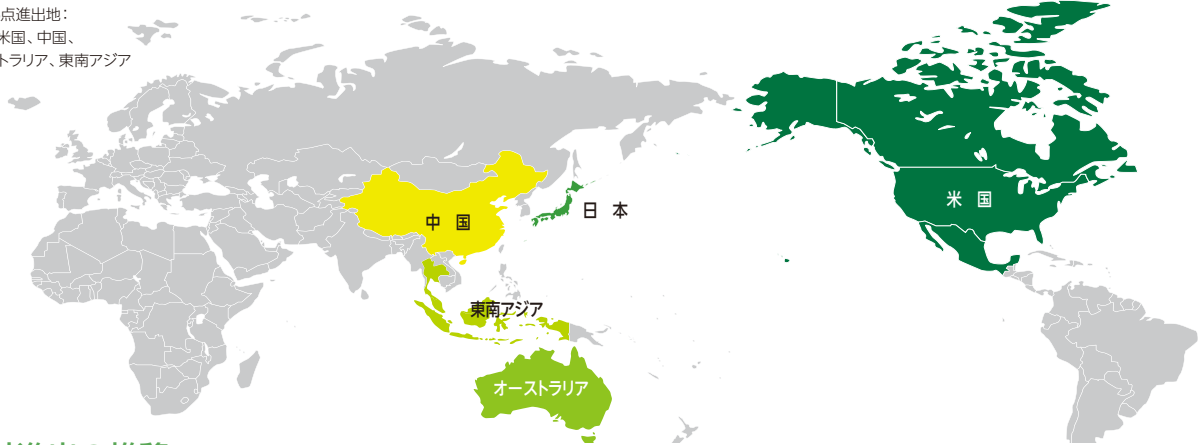 点進出地：
米国、中国、
トラリア、東南アジア
中国
日本
米国
東南アジア
オーストラリア